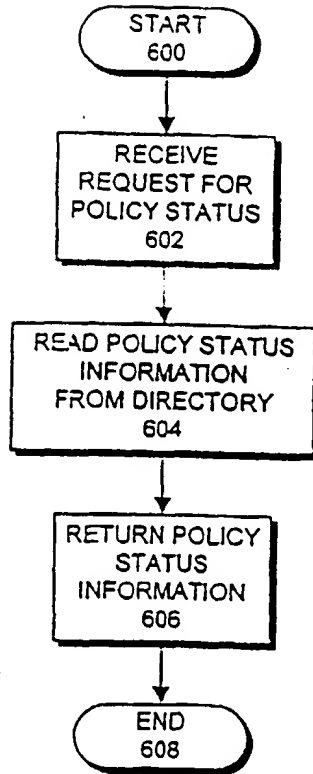 START
600
RECEIVE
REQUEST FOR
POLICY STATUS
602
READ POLICY STATUS
INFORMATION
FROM DIRECTORY
604
RETURN POLICY
STATUS
INFORMATION
606
END
608